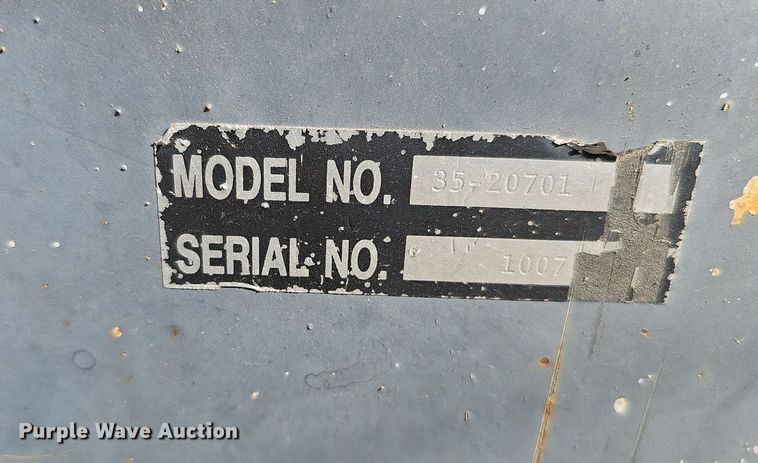 MODEL NO. 35-20701
SERIAL NO. 1007
Purple Wave Auction